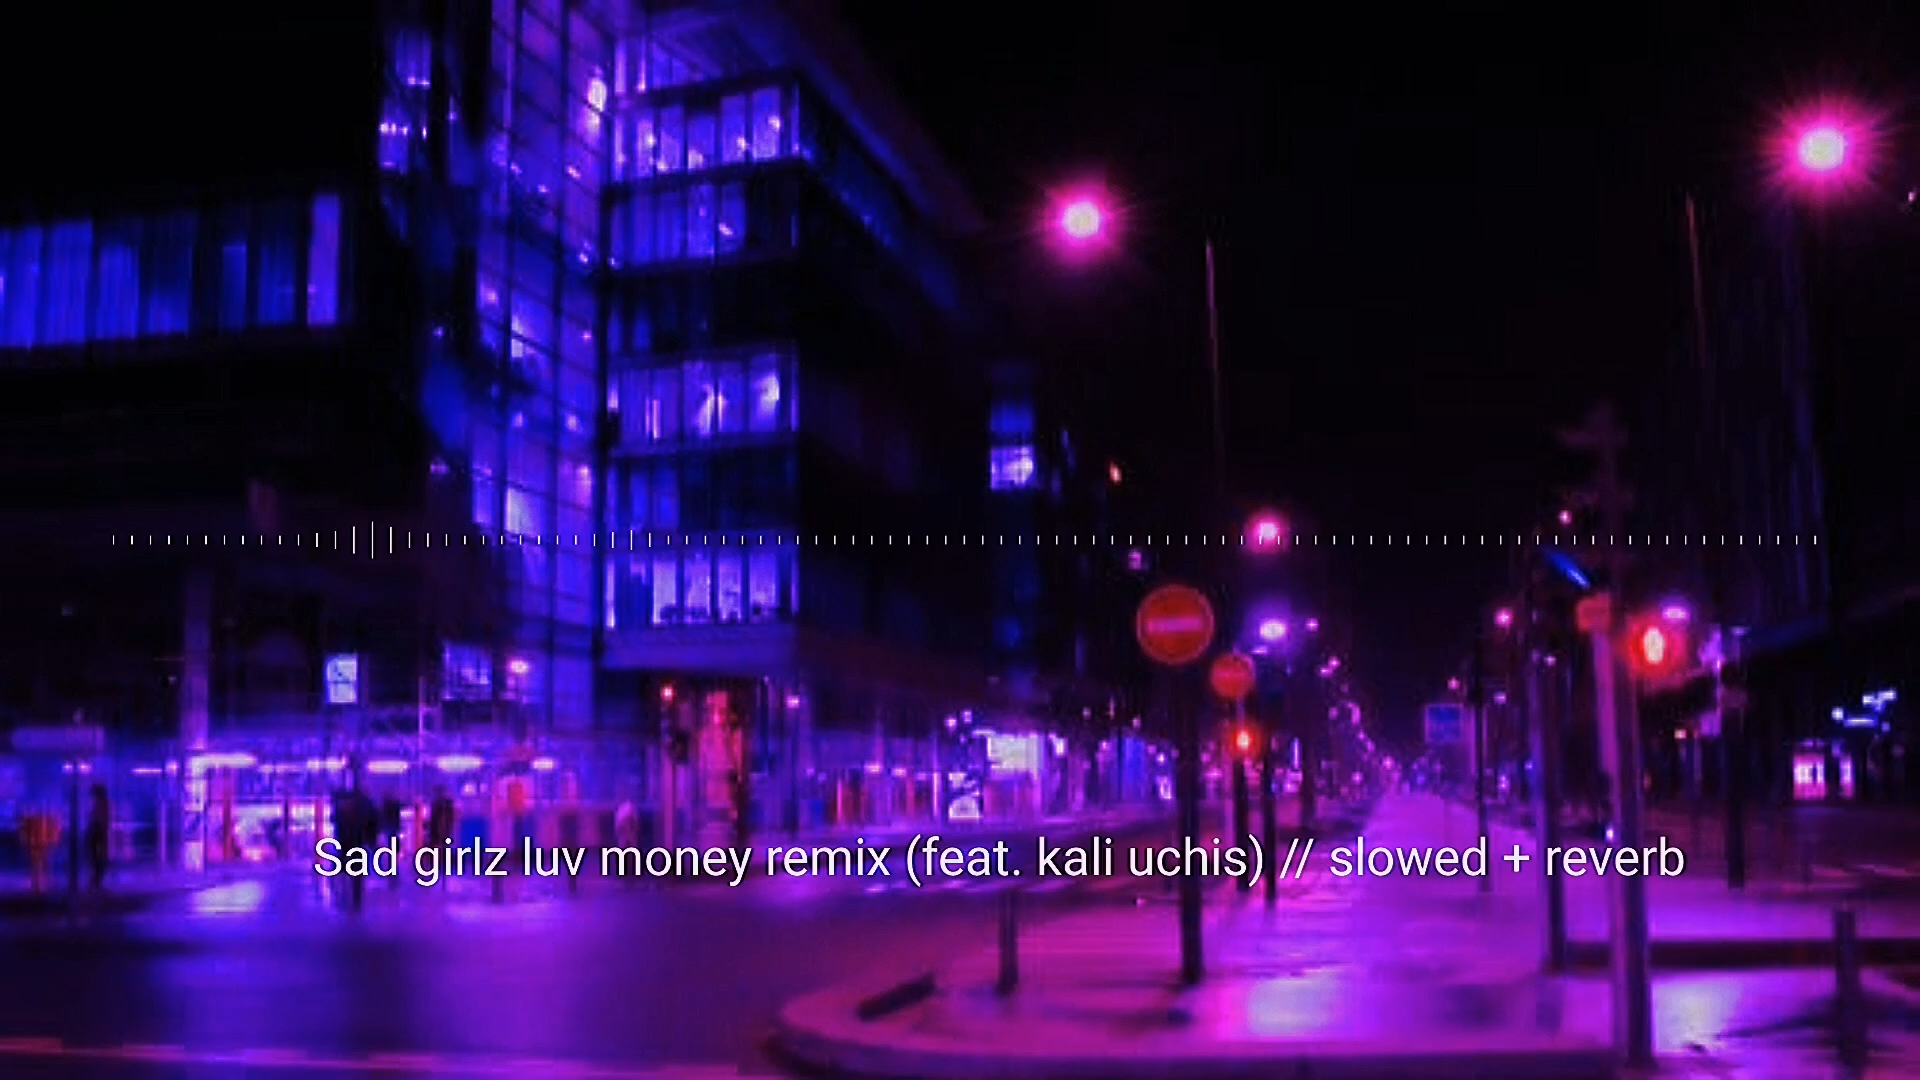 Sad girlz luv money remix (feat. kali uchis) // slowed + reverb